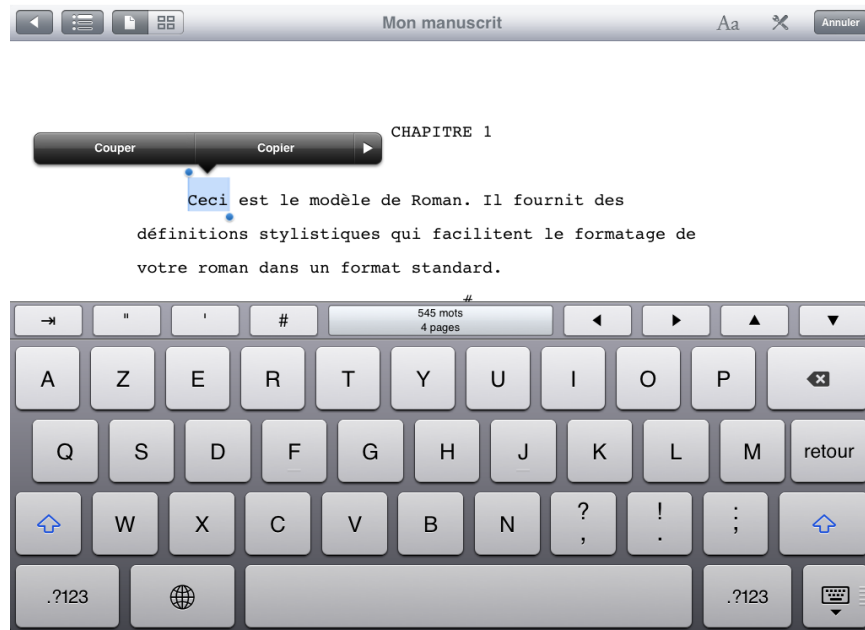 Mon manuscrit
Aa
Annuler
CHAPITRE 1
Couper
Copier
Ceci est le modèle de Roman. Il fournit des
définitions stylistiques qui facilitent le formatage de
votre roman dans un format standard.
#
" ' # 545 mots
4 pages
A Z E R T Y U I O P
Q S D F G H J K L M retour
W X C V B N ? , ! . : ;
.?123 .?123